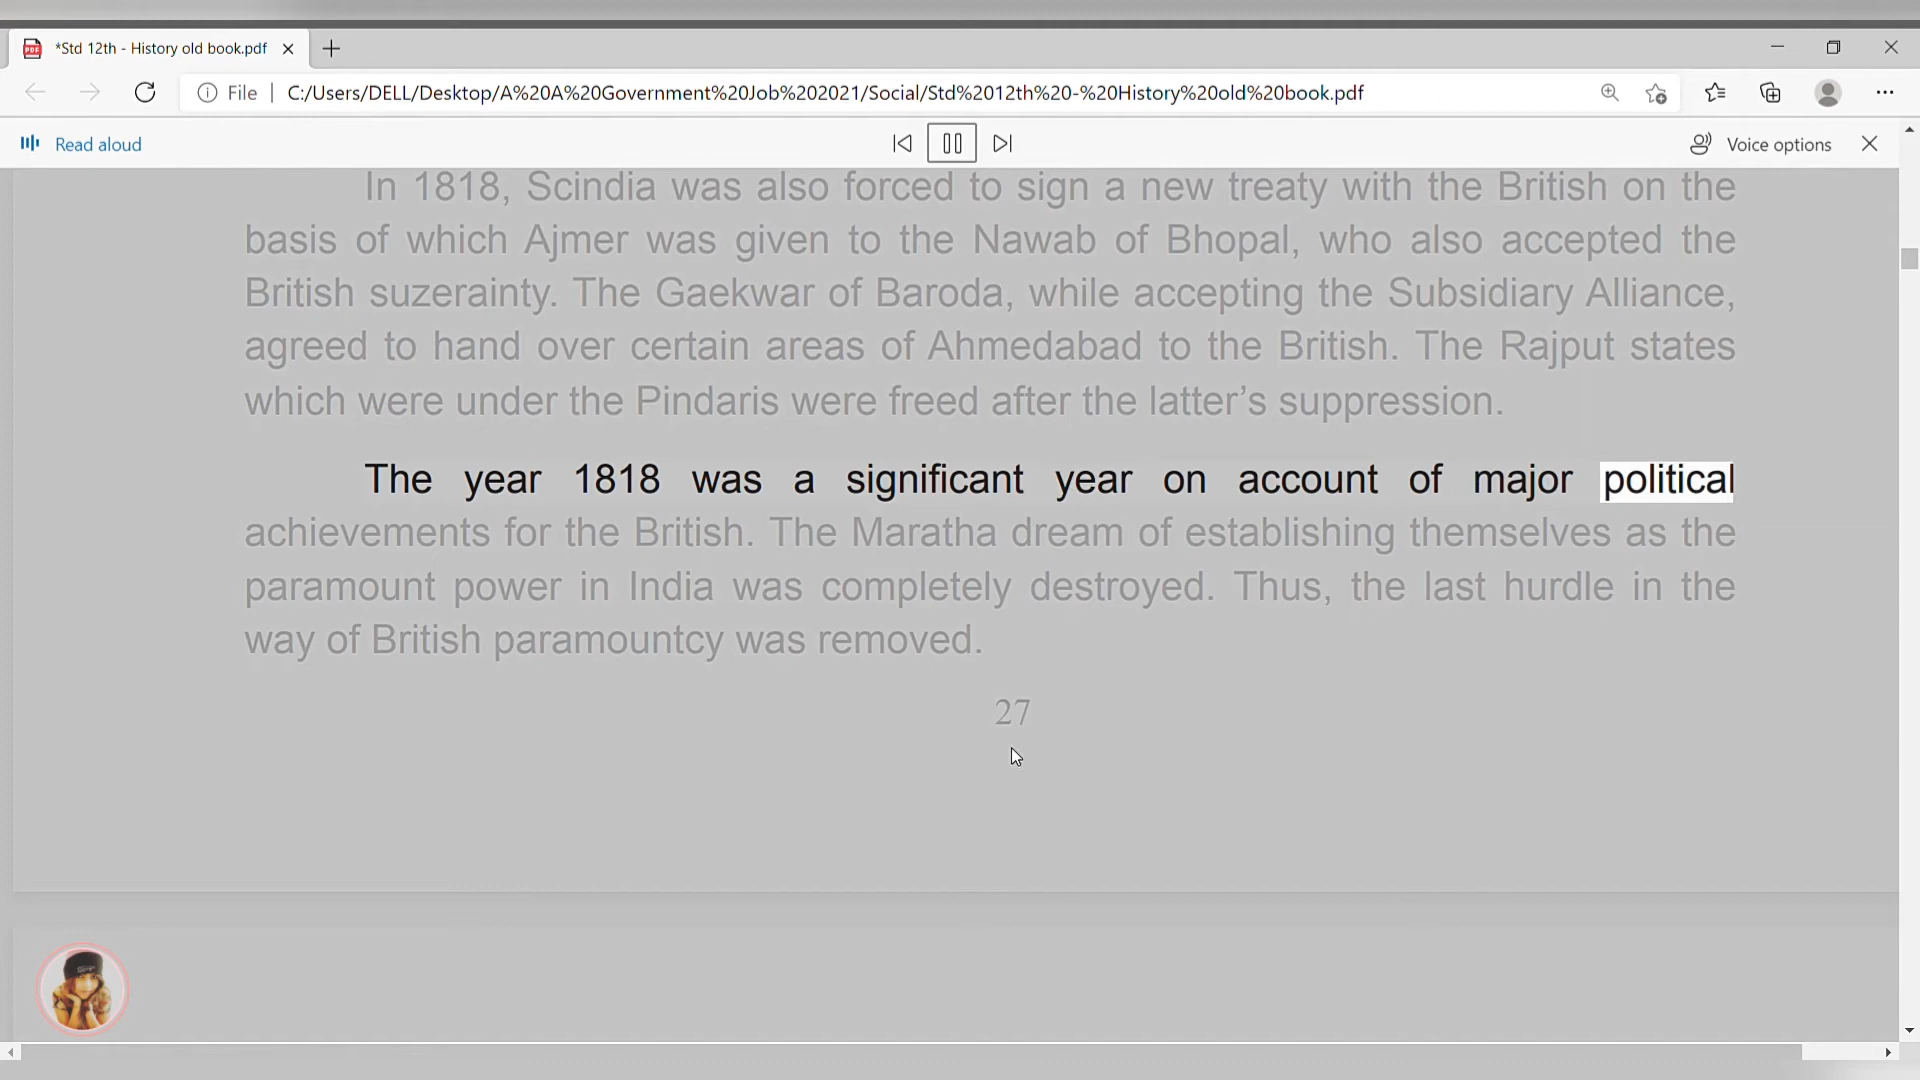 *Std 12th - History old book.pdf
File
C:/Users/DELL/Desktop/A%20A%20Government%20Job%202021/Social/Std%2012th%20-%20History%20old%20book.pdf
Read aloud
Voice options
In 1818, Scindia was also forced to sign a new treaty with the British on the
basis of which Ajmer was given to the Nawab of Bhopal, who also accepted the
British suzerainty. The Gaekwar of Baroda, while accepting the Subsidiary Alliance,
agreed to hand over certain areas of Ahmedabad to the British. The Rajput states
which were under the Pindaris were freed after the latter’s suppression.
The year 1818 was a significant year on account of major political
achievements for the British. The Maratha dream of establishing themselves as the
paramount power in India was completely destroyed. Thus, the last hurdle in the
way of British paramountcy was removed.
27